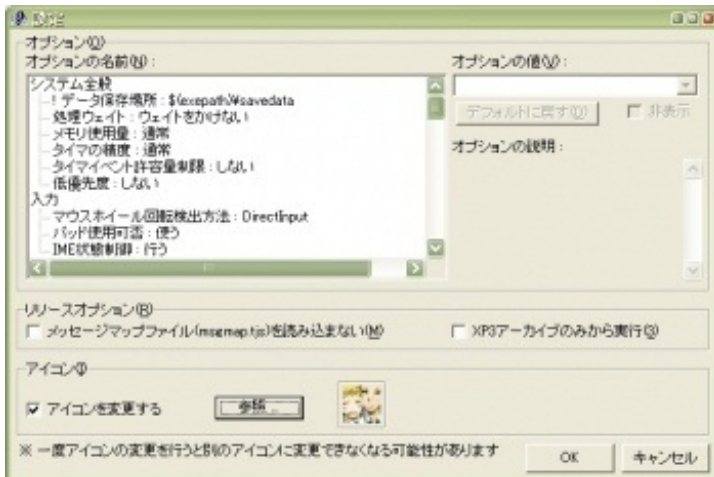 設定
オプション(O)
オプションの名前(N) :
システム全般
! データ保存場所 : $(exepath)¥savedata
処理ウェイト : ウェイトをかけない
メモリ使用量 : 通常
タイマの精度 : 通常
タイマイベント許容量制限 : しない
低優先度 : しない
入力
マウスホイール回転検出方法 : DirectInput
パッド使用可否 : 使う
IME状態制御 : 行う
オプションの値(V) :
デフォルトに戻す(D)
非表示
オプションの説明 :
リリースオプション(R)
メッセージマップファイル(msgmap.tjs)を読み込まない(M)
XP3アーカイブのみから実行(S)
アイコン(I)
アイコンを変更する
参照...
※ 一度アイコンの変更を行うと別のアイコンに変更できなくなる可能性があります
OK
キャンセル